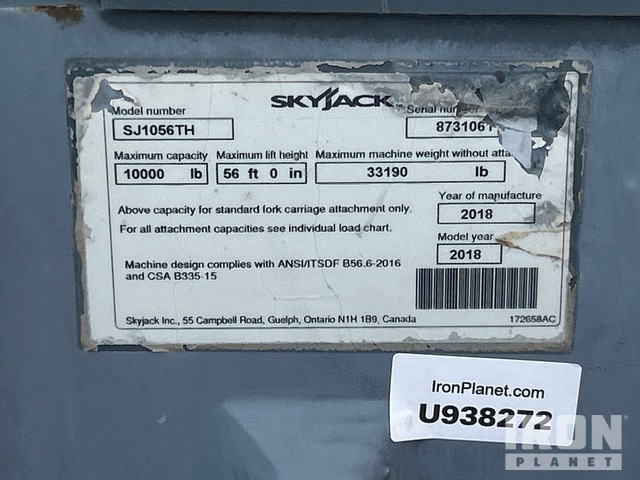 SKYJACK
Model number
Serial number
SJ1056TH
Maximum capacity Maximum lift height Maximum machine weight without
10000 lb 56 ft 0 in 33190 lb
Above capacity for standard fork carriage attachment only.
Year of manufacture
2018
For all attachment capacities see individual load chart.
Model year
2018
Machine design complies with ANSI/ITSDF B56.6-2016
and CSA B335-15
Skyjack Inc., 55 Campbell Road, Guelph, Ontario N1H 1B9, Canada
172658AC
IronPlanet.com
U938272
IRON
PLANET